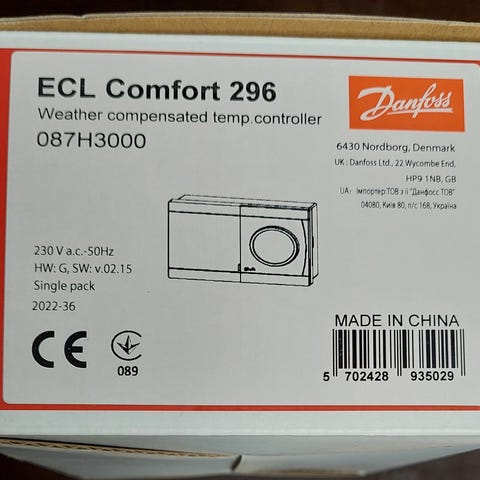 ECL Comfort 296
Weather compensated temp.controller
087H3000
Danfoss
6430 Nordborg, Denmark
UK: Danfoss Ltd., 22 Wycombe End,
HP9 1NB, GB
UA: Імпортер:ТОВ з іі "Данфосс ТОВ"
04080, Київ 80, п/с 168, Україна
230 V a.c.-50Hz
HW: G, SW: v.02.15
Single pack
2022-36
CE
089
MADE IN CHINA
5 702428 935029